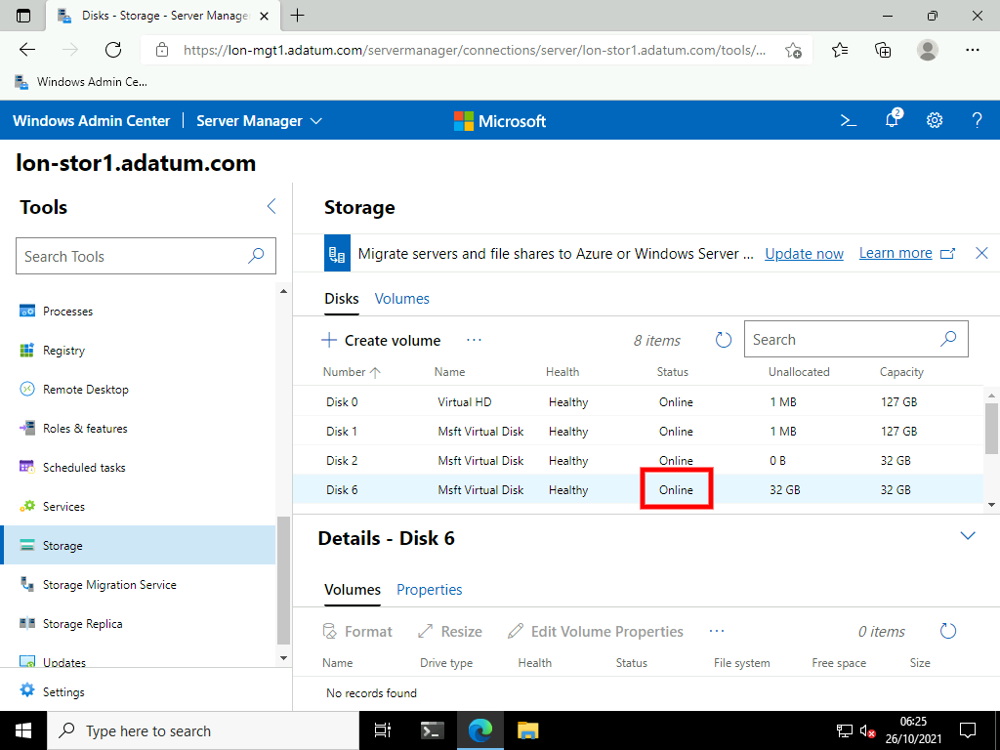 Disks - Storage - Server Manage
https://lon-mgt1.adatum.com/servermanager/connections/server/lon-stor1.adatum.com/tools/...
Windows Admin Ce...
Windows Admin Center
Server Manager
Microsoft
2
lon-stor1.adatum.com
Tools
Search Tools
Processes
Registry
Remote Desktop
Roles & features
Scheduled tasks
Services
Storage
Storage Migration Service
Storage Replica
Updates
Settings
Storage
Migrate servers and file shares to Azure or Windows Server ... Update now Learn more
Disks Volumes
Create volume ... 8 items Search
Number Name Health Status Unallocated Capacity
Disk 0 Virtual HD Healthy Online 1 MB 127 GB
Disk 1 Msft Virtual Disk Healthy Online 1 MB 127 GB
Disk 2 Msft Virtual Disk Healthy Online 0 B 32 GB
Disk 6 Msft Virtual Disk Healthy Online 32 GB 32 GB
Details - Disk 6
Volumes Properties
Format Resize Edit Volume Properties ... 0 items
Name Drive type Health Status File system Free space Size
No records found
Type here to search
06:25
26/10/2021